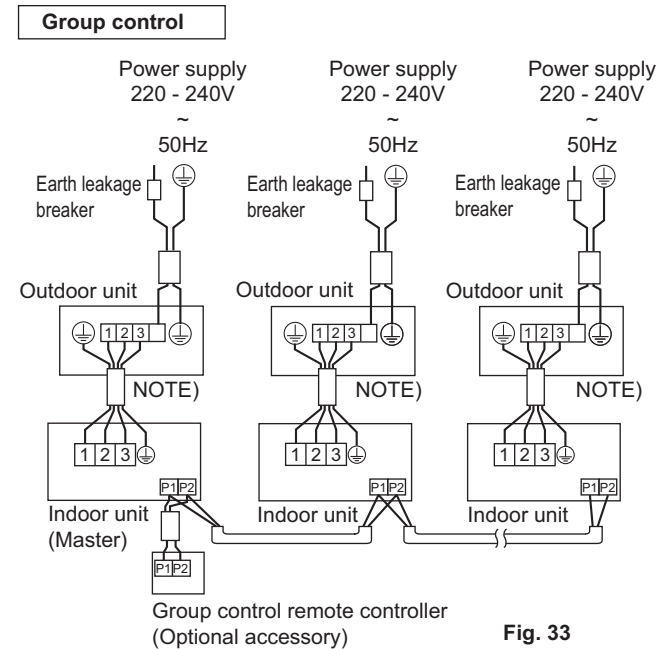 Group control
Power supply
220 - 240V
~
50Hz
Power supply
220 - 240V
~
50Hz
Power supply
220 - 240V
~
50Hz
Earth leakage
breaker
Earth leakage
breaker
Earth leakage
breaker
Outdoor unit
Outdoor unit
Outdoor unit
1 2 3
1 2 3
1 2 3
NOTE)
NOTE)
NOTE)
1 2 3
1 2 3
1 2 3
P1 P2
P1 P2
P1 P2
Indoor unit
(Master)
Indoor unit
Indoor unit
P1 P2
Group control remote controller
(Optional accessory)
Fig. 33